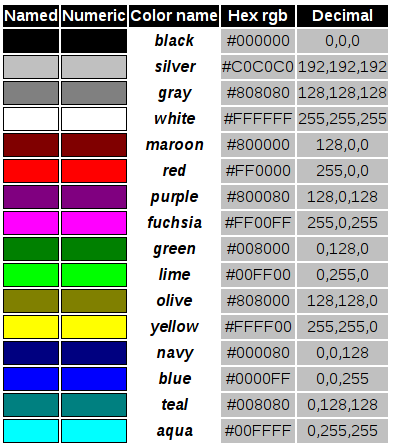 Named Numeric Color name Hex rgb Decimal
black #000000 0,0,0
silver #C0C0C0 192,192,192
gray #808080 128,128,128
white #FFFFFF 255,255,255
maroon #800000 128,0,0
red #FF0000 255,0,0
purple #800080 128,0,128
fuchsia #FF00FF 255,0,255
green #008000 0,128,0
lime #00FF00 0,255,0
olive #808000 128,128,0
yellow #FFFF00 255,255,0
navy #000080 0,0,128
blue #0000FF 0,0,255
teal #008080 0,128,128
aqua #00FFFF 0,255,255